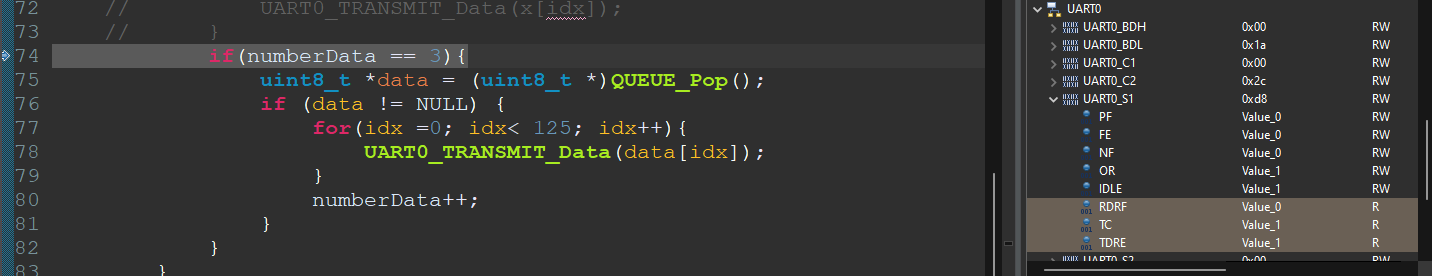 72 // UART0_TRANSMIT_Data(x[idx]);
73 // }
74 if(numberData == 3){
75 uint8_t *data = (uint8_t *)QUEUE_Pop();
76 if (data != NULL) {
77 for(idx =0; idx< 125; idx++){
78 UART0_TRANSMIT_Data(data[idx]);
79 }
80 numberData++;
81 }
82 }
83 }
UART0
UART0_BDH 0x00 RW
UART0_BDL 0x1a RW
UART0_C1 0x00 RW
UART0_C2 0x2c RW
UART0_S1 0xd8 RW
PF Value_0 RW
FE Value_0 RW
NF Value_0 RW
OR Value_1 RW
IDLE Value_1 RW
RDRF Value_0 R
TC Value_1 R
TDRE Value_1 R
UART0_S2 0x00 RW